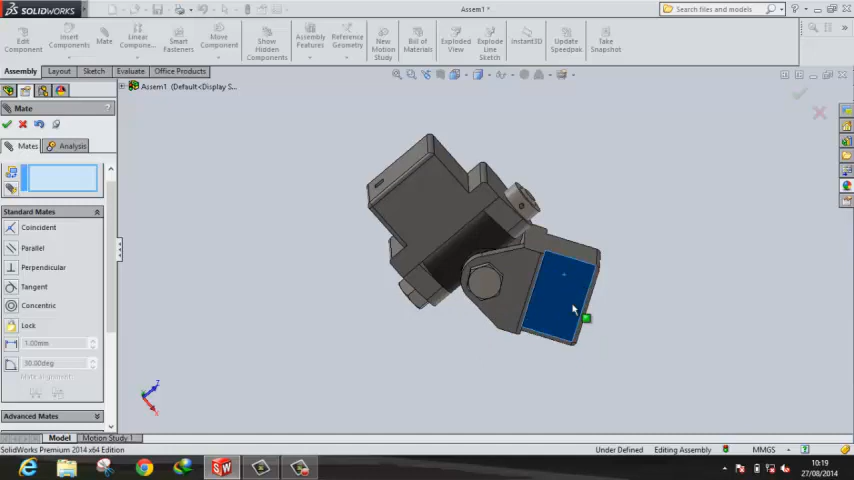 SOLIDWORKS
Assem1 *
Search files and models
Edit Component
Insert Components
Mate
Linear Compone...
Smart Fasteners
Move Component
Show Hidden Components
Assembly Features
Reference Geometry
New Motion Study
Bill of Materials
Exploded View
Explode Line Sketch
Instant3D
Update Speedpak
Take Snapshot
Assembly
Layout
Sketch
Evaluate
Office Products
Assem1 (Default<Display S...
Mate
?
Mates
Analysis
Standard Mates
Coincident
Parallel
Perpendicular
Tangent
Concentric
Lock
1.00mm
30.00deg
Mate alignment:
Advanced Mates
Z
X
Model
Motion Study 1
SolidWorks Premium 2014 x64 Edition
Under Defined
Editing Assembly
MMGS
10:19
27/08/2014